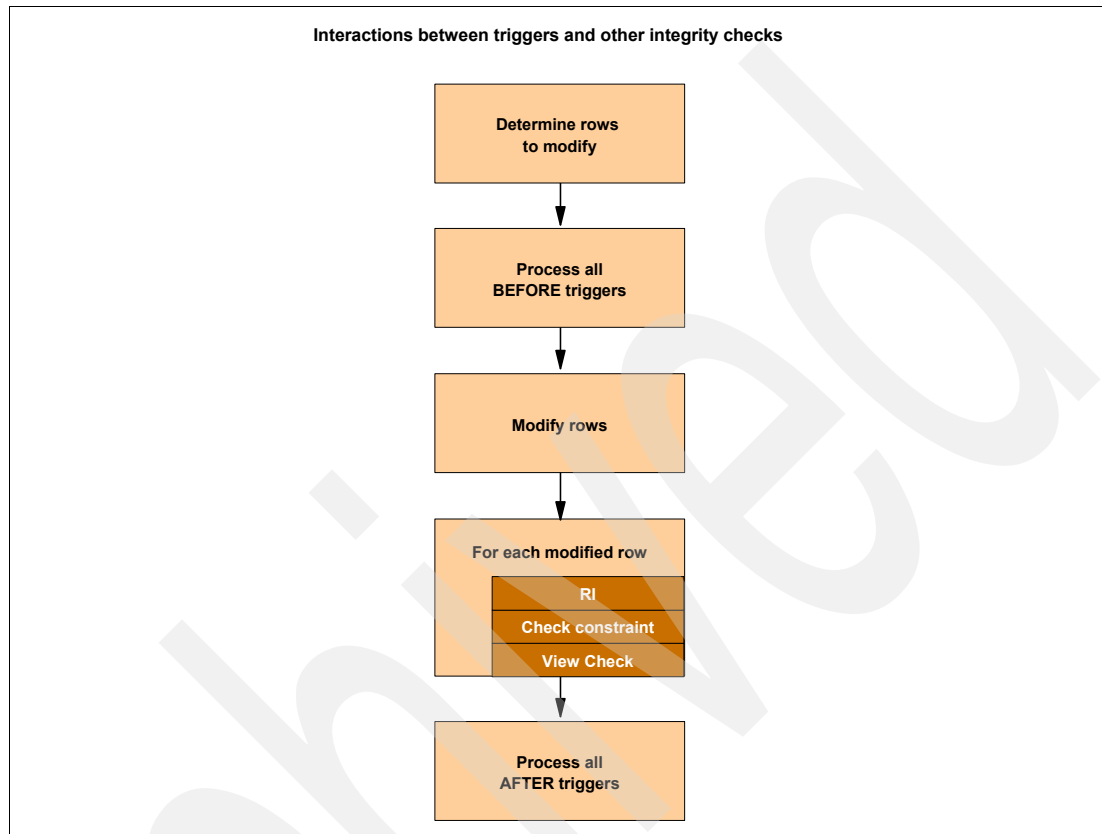 Interactions between triggers and other integrity checks
Determine rows
to modify
Process all
BEFORE triggers
Modify rows
For each modified row
RI
Check constraint
View Check
Process all
AFTER triggers
hived